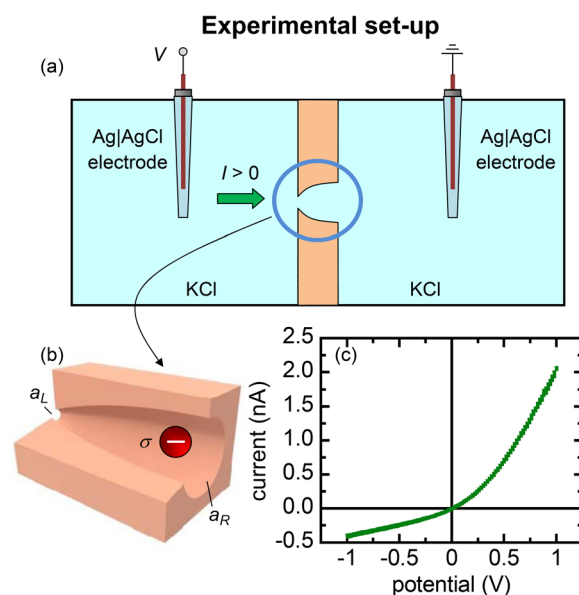 Experimental set-up
(a)
V
Ag|AgCl
electrode
Ag|AgCl
electrode
I > 0
KCl
KCl
(b)
a_L
σ
a_R
(c)
current (nA)
2.5
2.0
1.5
1.0
0.5
0.0
-0.5
-1
-0.5
0
0.5
1
potential (V)